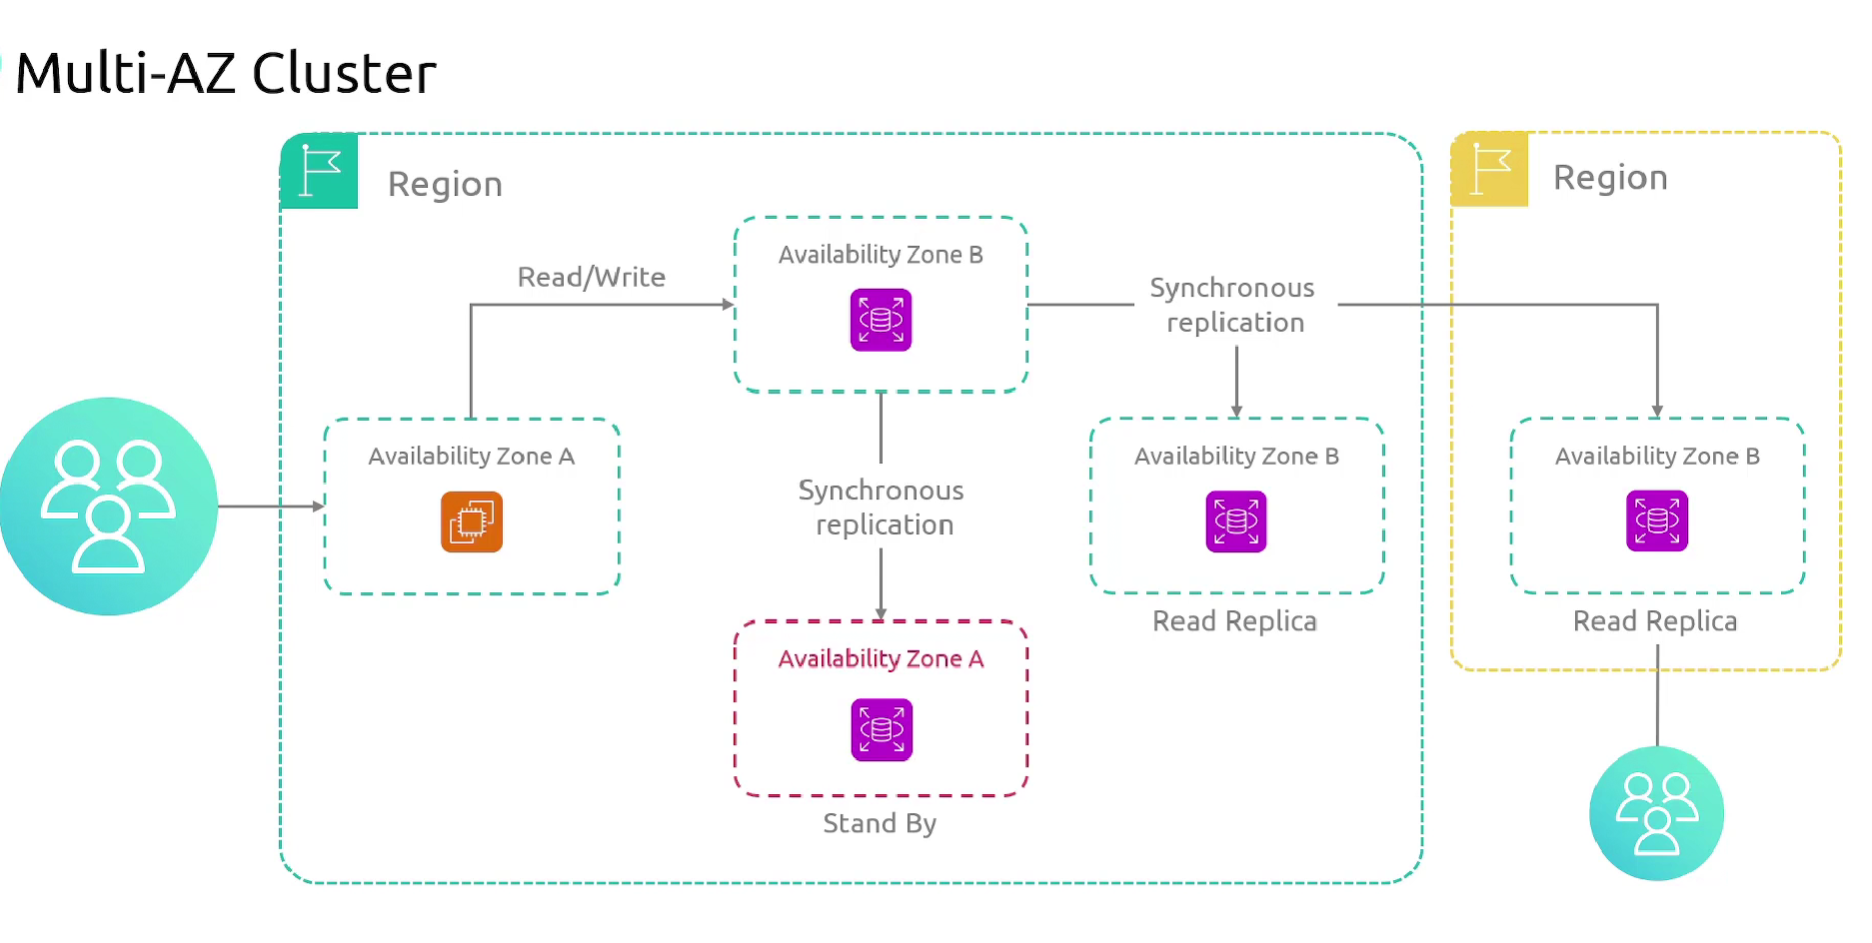 Multi-AZ Cluster
Region
Region
Availability Zone B
Read/Write
Synchronous
replication
Availability Zone A
Availability Zone B
Availability Zone B
Synchronous
replication
Read Replica
Read Replica
Availability Zone A
Stand By